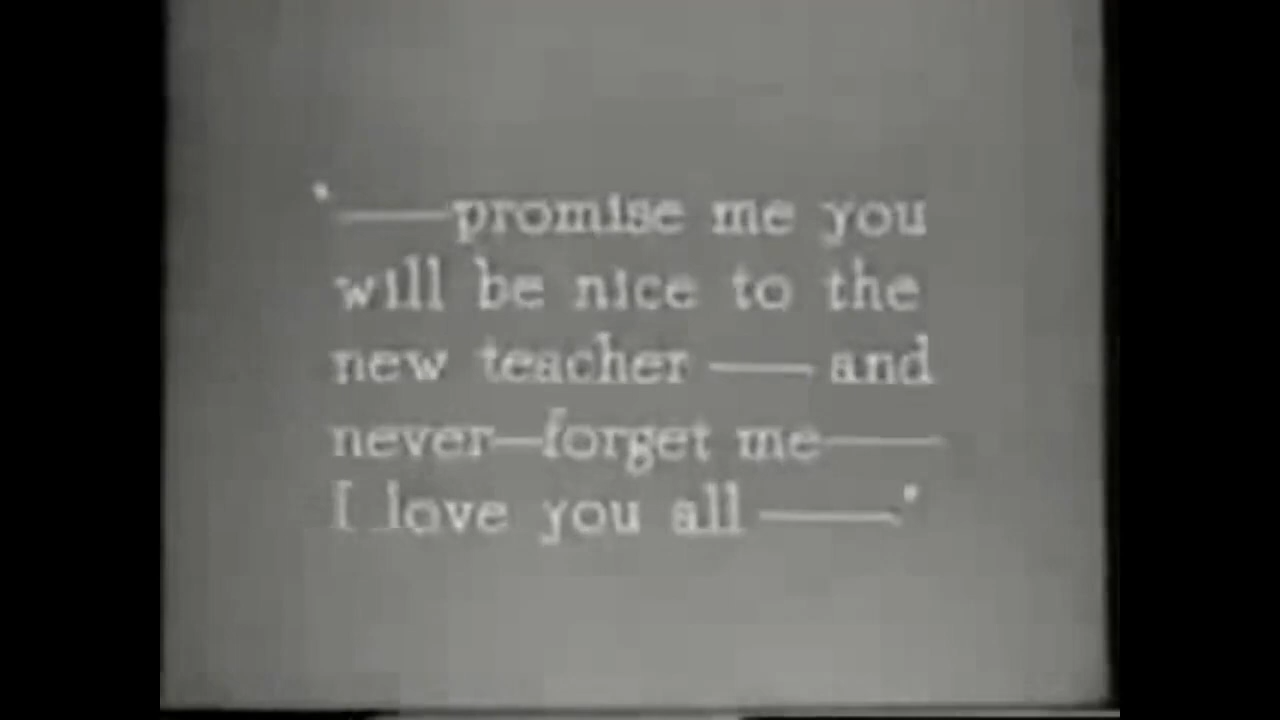 '——promise me you
will be nice to the
new teacher —— and
never—forget me——
I love you all ——'